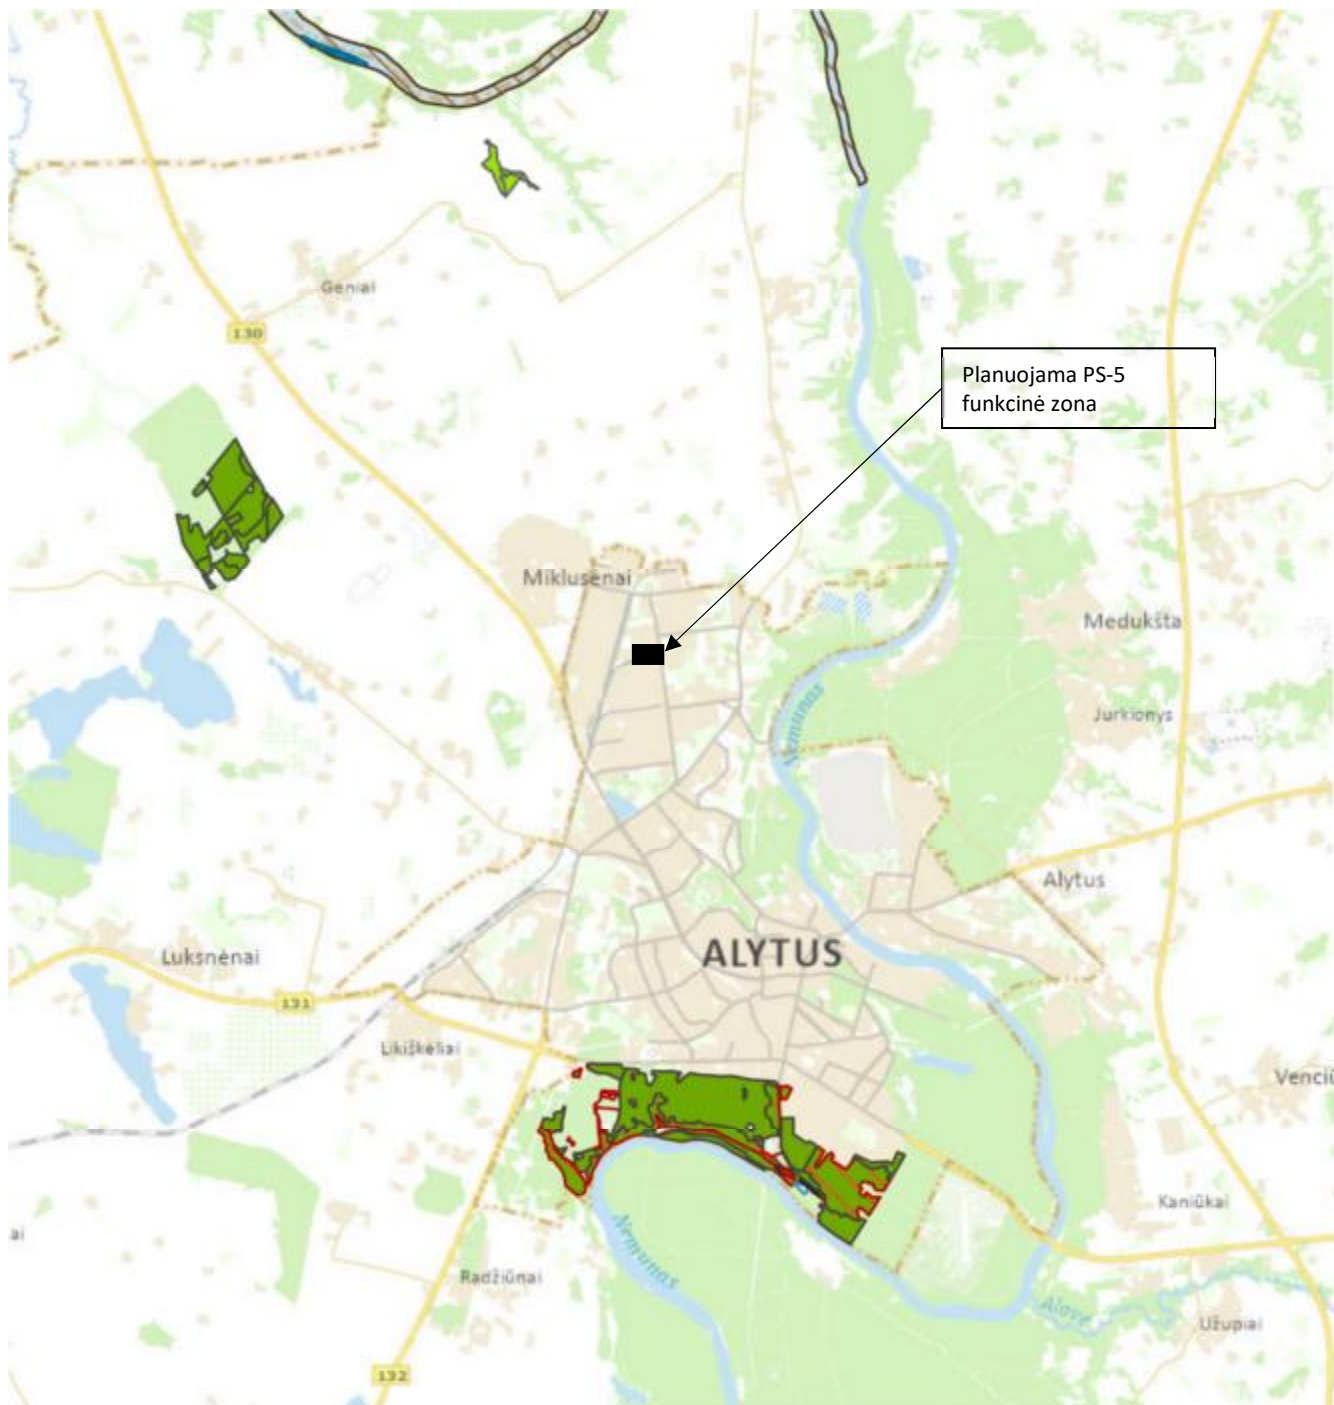 Geniai
130
Planuojama PS-5
funkcinė zona
Miklusėnai
Medukšta
Nemunas
Jurkionys
Alytus
ALYTUS
Luksnėnai
131
Likiškėliai
Venciū
Kaniūkai
ai
Nemunas
Radžiūnai
Alovė
Užupiai
132